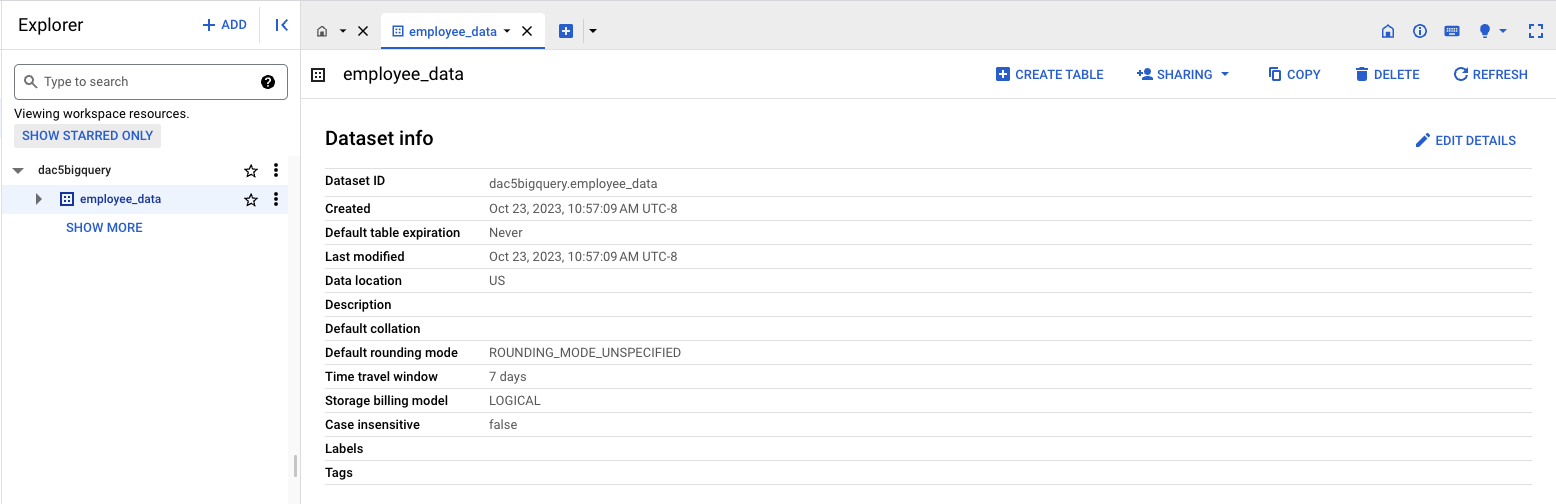 Explorer
ADD
Type to search
Viewing workspace resources.
SHOW STARRED ONLY
dac5bigquery
employee_data
SHOW MORE
employee_data
employee_data
CREATE TABLE
SHARING
COPY
DELETE
REFRESH
Dataset info
EDIT DETAILS
Dataset ID dac5bigquery.employee_data
Created Oct 23, 2023, 10:57:09 AM UTC-8
Default table expiration Never
Last modified Oct 23, 2023, 10:57:09 AM UTC-8
Data location US
Description
Default collation
Default rounding mode ROUNDING_MODE_UNSPECIFIED
Time travel window 7 days
Storage billing model LOGICAL
Case insensitive false
Labels
Tags